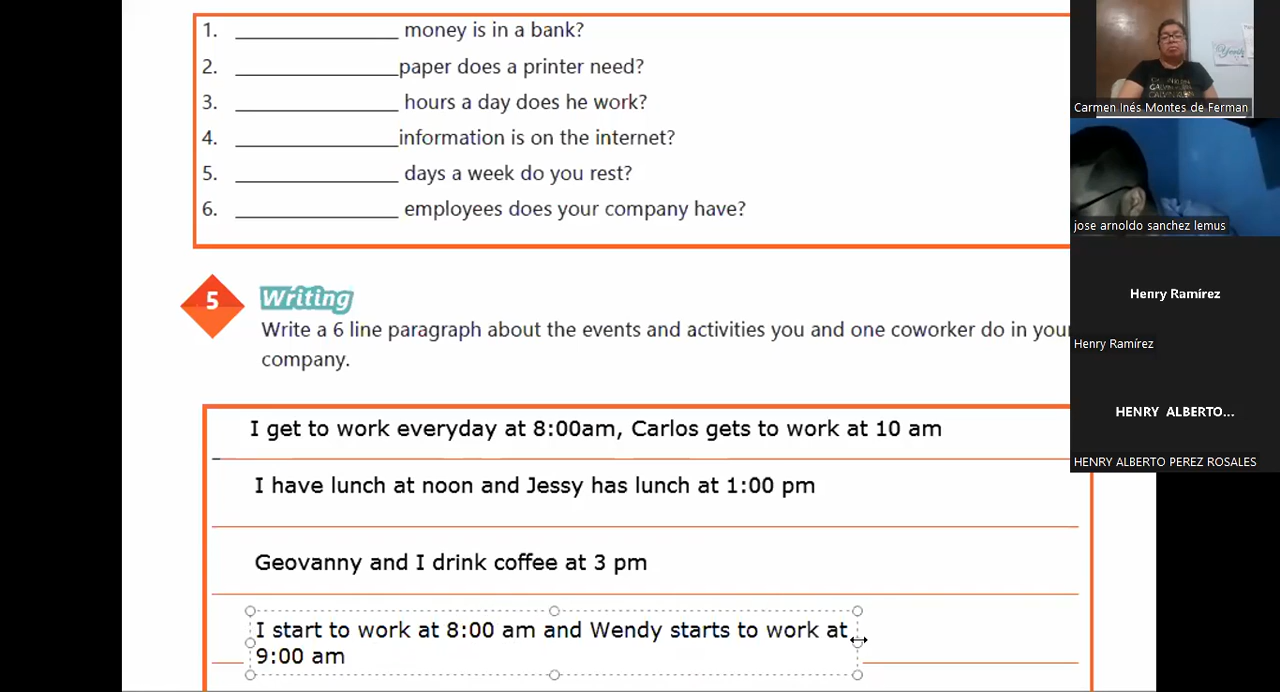 1. ______________ money is in a bank?
2. ______________paper does a printer need?
3. ______________ hours a day does he work?
4. ______________information is on the internet?
5. ______________ days a week do you rest?
6. ______________ employees does your company have?
5 Writing
Write a 6 line paragraph about the events and activities you and one coworker do in your
company.
I get to work everyday at 8:00am, Carlos gets to work at 10 am
I have lunch at noon and Jessy has lunch at 1:00 pm
Geovanny and I drink coffee at 3 pm
I start to work at 8:00 am and Wendy starts to work at
9:00 am
Carmen Inés Montes de Ferman
jose arnoldo sanchez lemus
Henry Ramírez
Henry Ramírez
HENRY ALBERTO...
HENRY ALBERTO PEREZ ROSALES